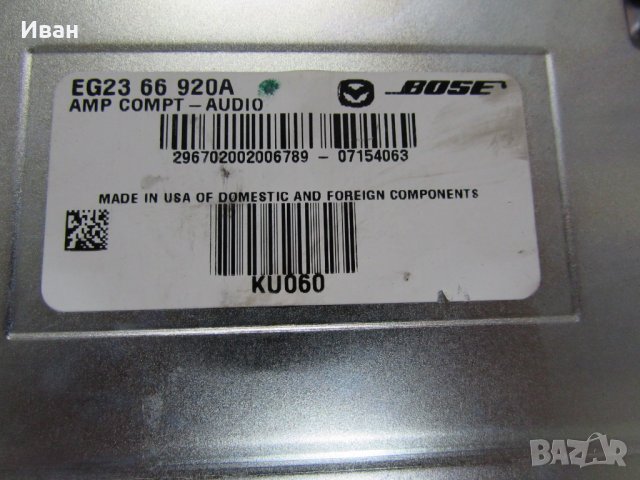 Иван
EG23 66 920A
BOSE
AMP COMPT-AUDIO
296702002006789 - 07154063
MADE IN USA OF DOMESTIC AND FOREIGN COMPONENTS
KU060
BAZAR